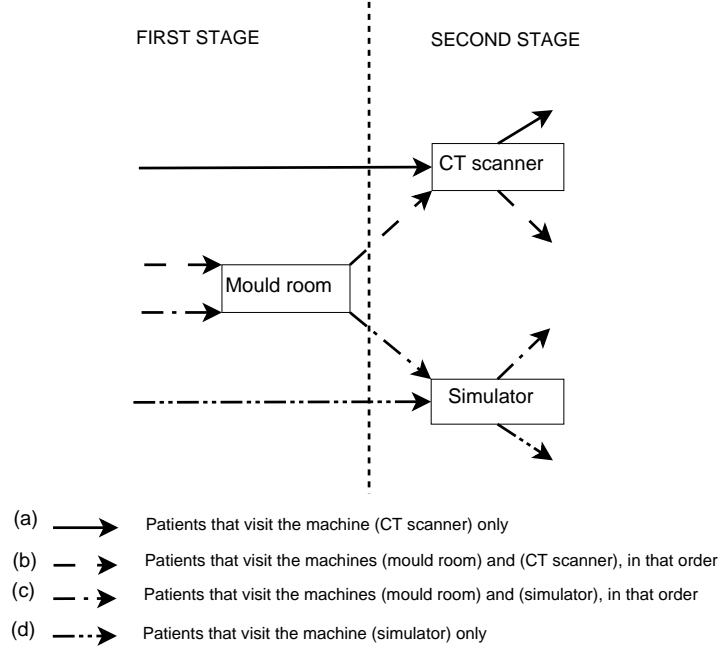 FIRST STAGE
SECOND STAGE
CT scanner
Mould room
Simulator
(a) Patients that visit the machine (CT scanner) only
(b) Patients that visit the machines (mould room) and (CT scanner), in that order
(c) Patients that visit the machines (mould room) and (simulator), in that order
(d) Patients that visit the machine (simulator) only